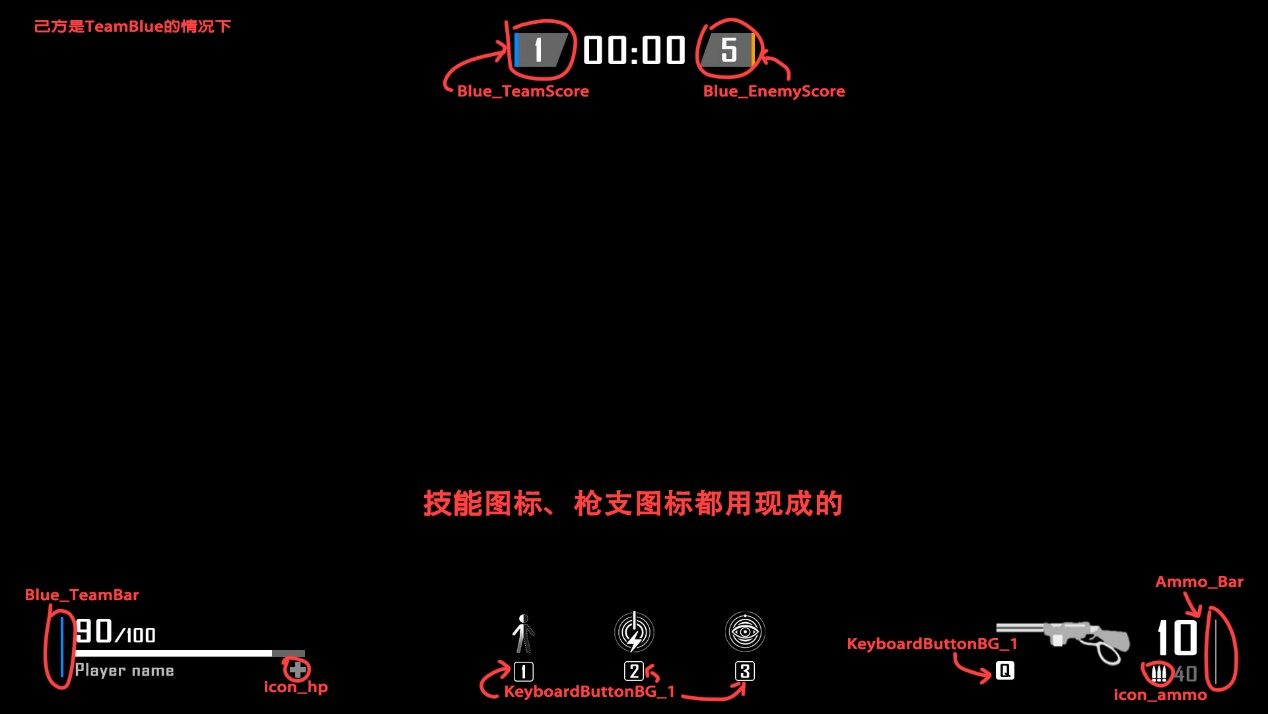 己方是TeamBlue的情况下
1 00:00 5
Blue_TeamScore
Blue_EnemyScore
技能图标、枪支图标都用现成的
Blue_TeamBar
90/100
Player name
icon_hp
1
2
3
KeyboardButtonBG_1
KeyboardButtonBG_1
Q
Ammo_Bar
10
40
icon_ammo